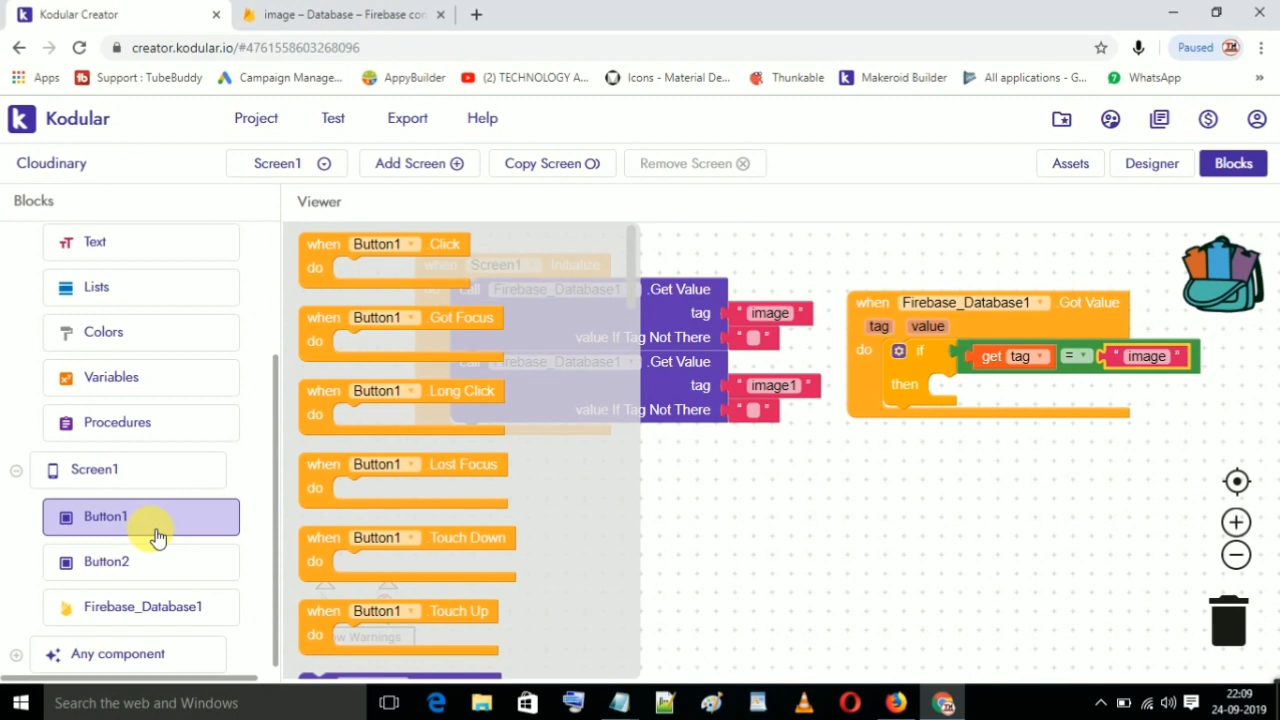 Kodular Creator
image – Database – Firebase con
creator.kodular.io/#4761558603268096
Paused
Apps
Support : TubeBuddy
Campaign Manage...
AppyBuilder
(2) TECHNOLOGY A...
Icons - Material De...
Thunkable
Makeroid Builder
All applications - G...
WhatsApp
»
Kodular
Project
Test
Export
Help
Cloudinary
Screen1
Add Screen
Copy Screen
Remove Screen
Assets
Designer
Blocks
Blocks
Viewer
Text
Lists
Colors
Variables
Procedures
Screen1
Button1
Button2
Firebase_Database1
Any component
when Button1 .Click
do
when Button1 .Got Focus
do
when Button1 .Long Click
do
when Button1 .Lost Focus
do
when Button1 .Touch Down
do
when Button1 .Touch Up
do
when Screen1 .Initialize
call Firebase_Database1 .Get Value
tag " image "
value If Tag Not There " "
call Firebase_Database1 .Get Value
tag " image1 "
value If Tag Not There " "
ow Warnings
when Firebase_Database1 .Got Value
tag value
do if get tag = " image "
then
Search the web and Windows
22:09
24-09-2019